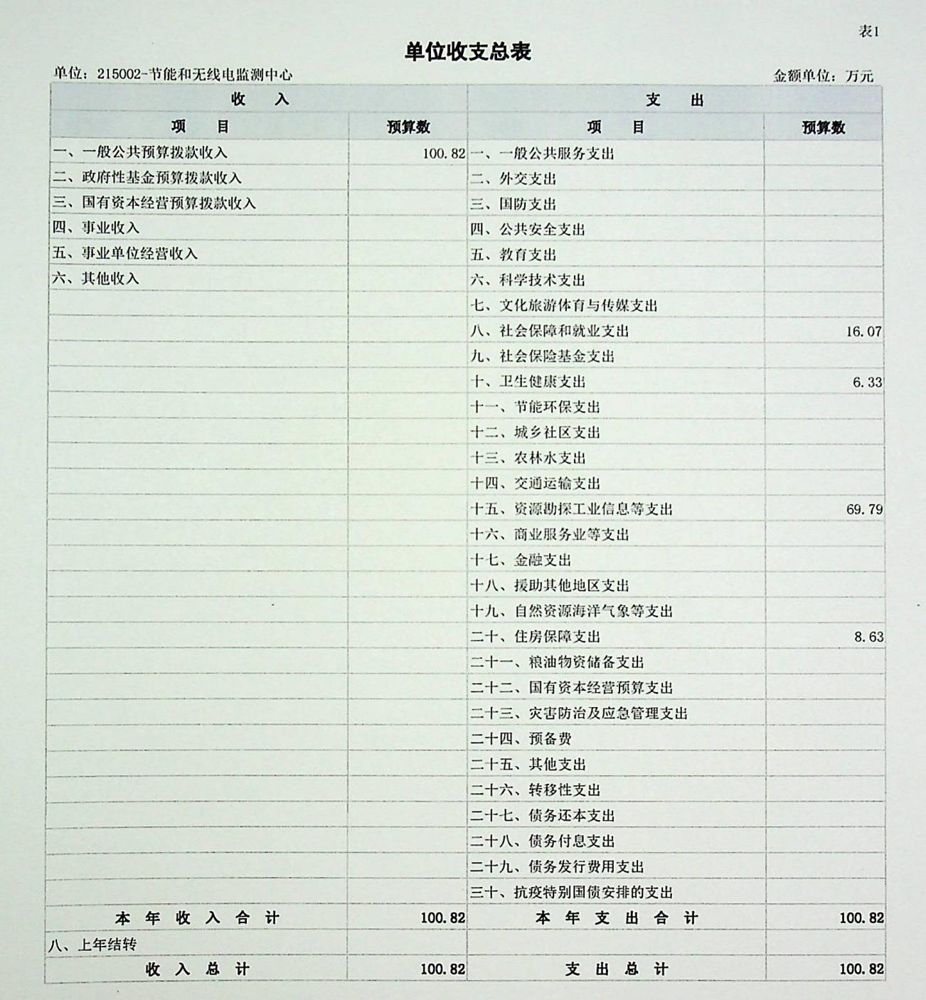 表1
单位收支总表
单位：215002-节能和无线电监测中心 金额单位：万元
收 入 支 出
项 目 预算数 项 目 预算数
一、一般公共预算拨款收入 100.82 一、一般公共服务支出
二、政府性基金预算拨款收入 二、外交支出
三、国有资本经营预算拨款收入 三、国防支出
四、事业收入 四、公共安全支出
五、事业单位经营收入 五、教育支出
六、其他收入 六、科学技术支出
七、文化旅游体育与传媒支出
八、社会保障和就业支出 16.07
九、社会保险基金支出
十、卫生健康支出 6.33
十一、节能环保支出
十二、城乡社区支出
十三、农林水支出
十四、交通运输支出
十五、资源勘探工业信息等支出 69.79
十六、商业服务业等支出
十七、金融支出
十八、援助其他地区支出
十九、自然资源海洋气象等支出
二十、住房保障支出 8.63
二十一、粮油物资储备支出
二十二、国有资本经营预算支出
二十三、灾害防治及应急管理支出
二十四、预备费
二十五、其他支出
二十六、转移性支出
二十七、债务还本支出
二十八、债务付息支出
二十九、债务发行费用支出
三十、抗疫特别国债安排的支出
本 年 收 入 合 计 100.82 本 年 支 出 合 计 100.82
八、上年结转
收 入 总 计 100.82 支 出 总 计 100.82